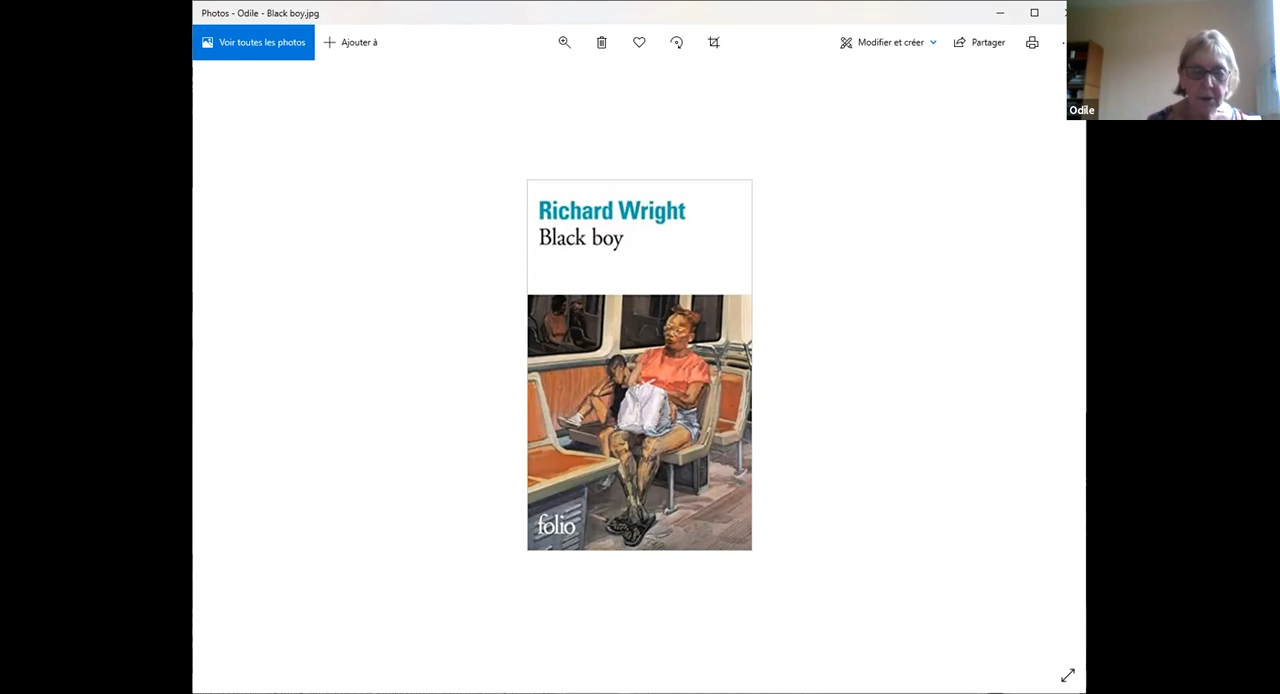 Photos - Odile - Black boy.jpg
Voir toutes les photos
Ajouter à
Modifier et créer
Partager
Odile
Richard Wright
Black boy
folio